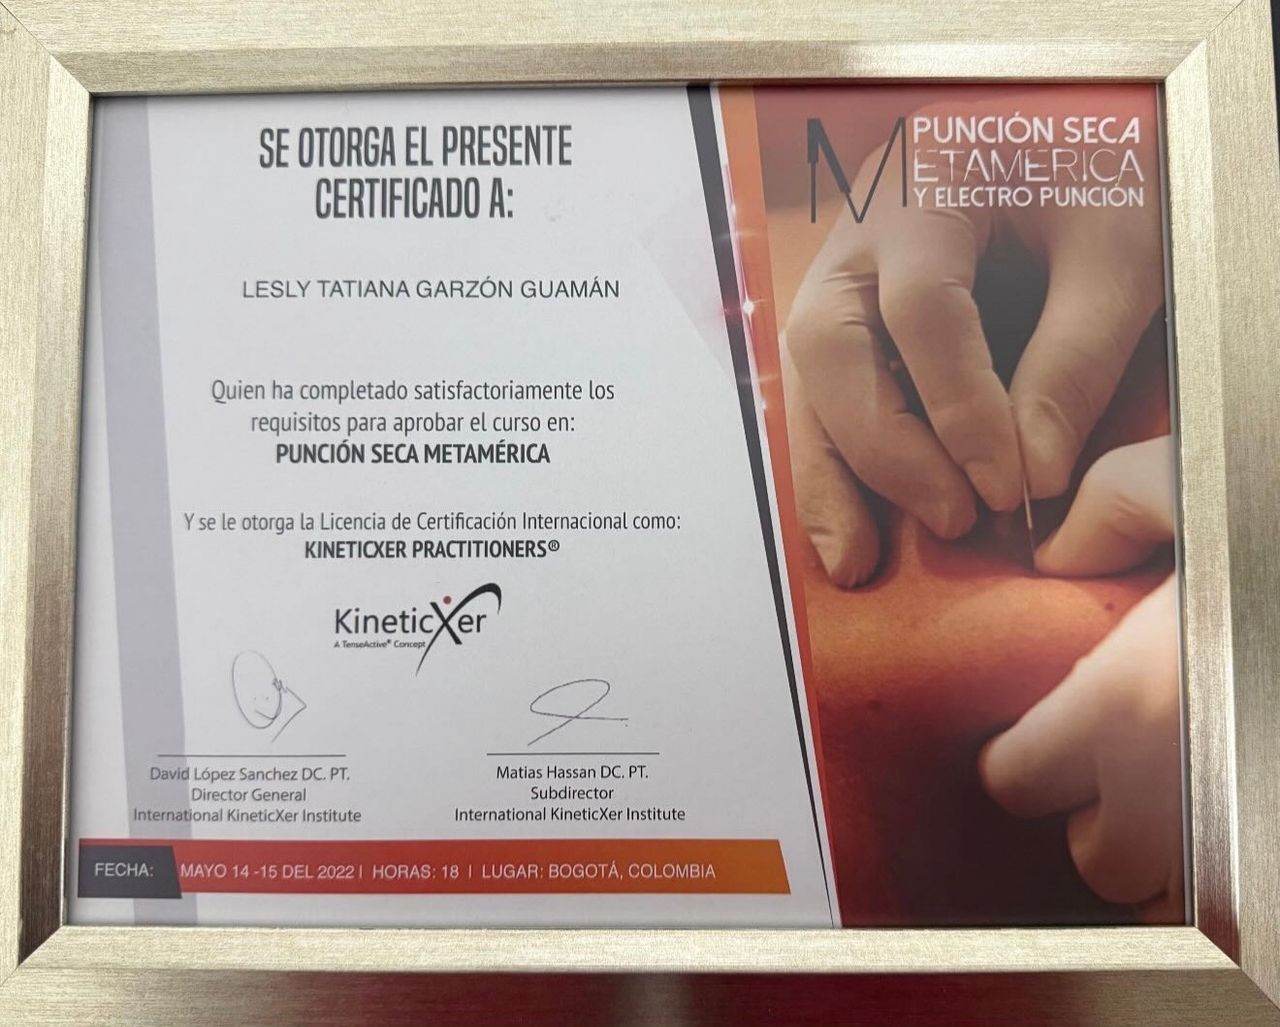 SE OTORGA EL PRESENTE
CERTIFICADO A:
LESLY TATIANA GARZÓN GUAMÁN
Quien ha completado satisfactoriamente los
requisitos para aprobar el curso en:
PUNCIÓN SECA METAMÉRICA
Y se le otorga la Licencia de Certificación Internacional como:
KINETICXER PRACTITIONERS®
KineticXer
A TenseActive® Concept
David López Sanchez DC. PT.
Director General
International KineticXer Institute
Matias Hassan DC. PT.
Subdirector
International KineticXer Institute
FECHA: MAYO 14 -15 DEL 2022 | HORAS: 18 | LUGAR: BOGOTÁ, COLOMBIA
PUNCIÓN SECA
METAMERICA
Y ELECTRO PUNCIÓN